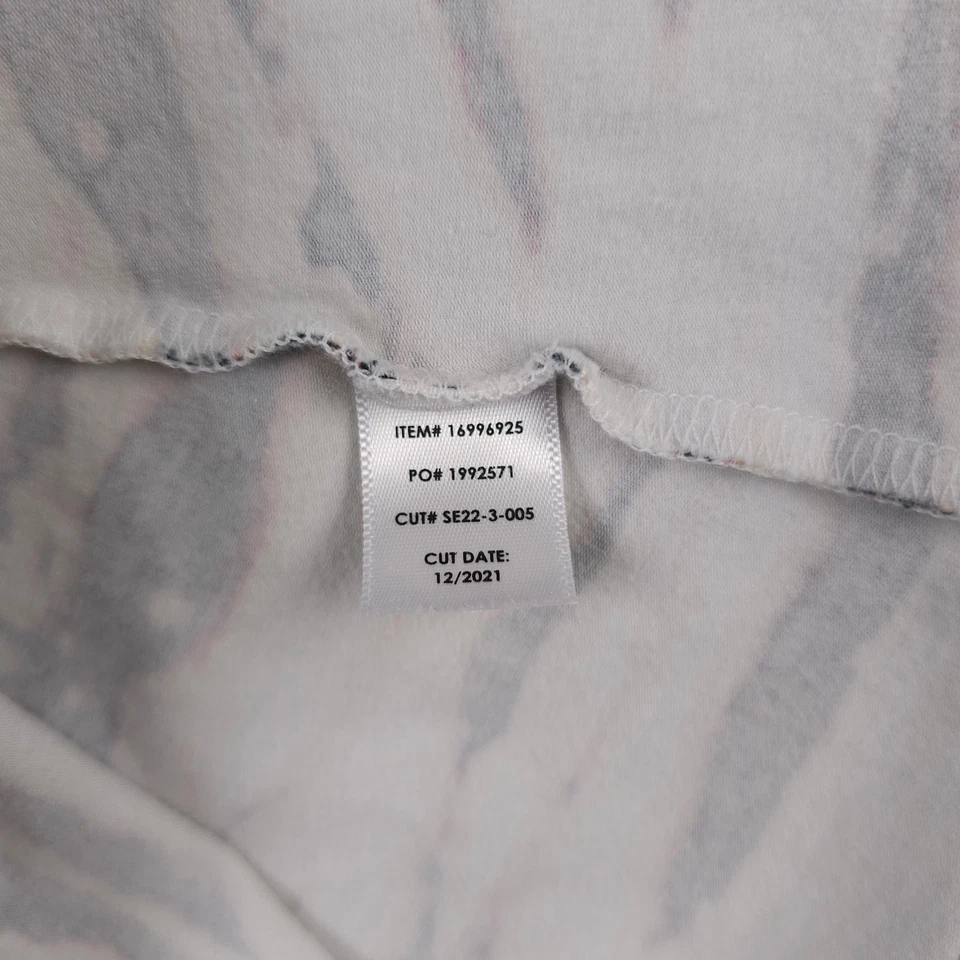 ITEM# 16996925
PO# 1992571
CUT# SE22-3-005
CUT DATE:
12/2021